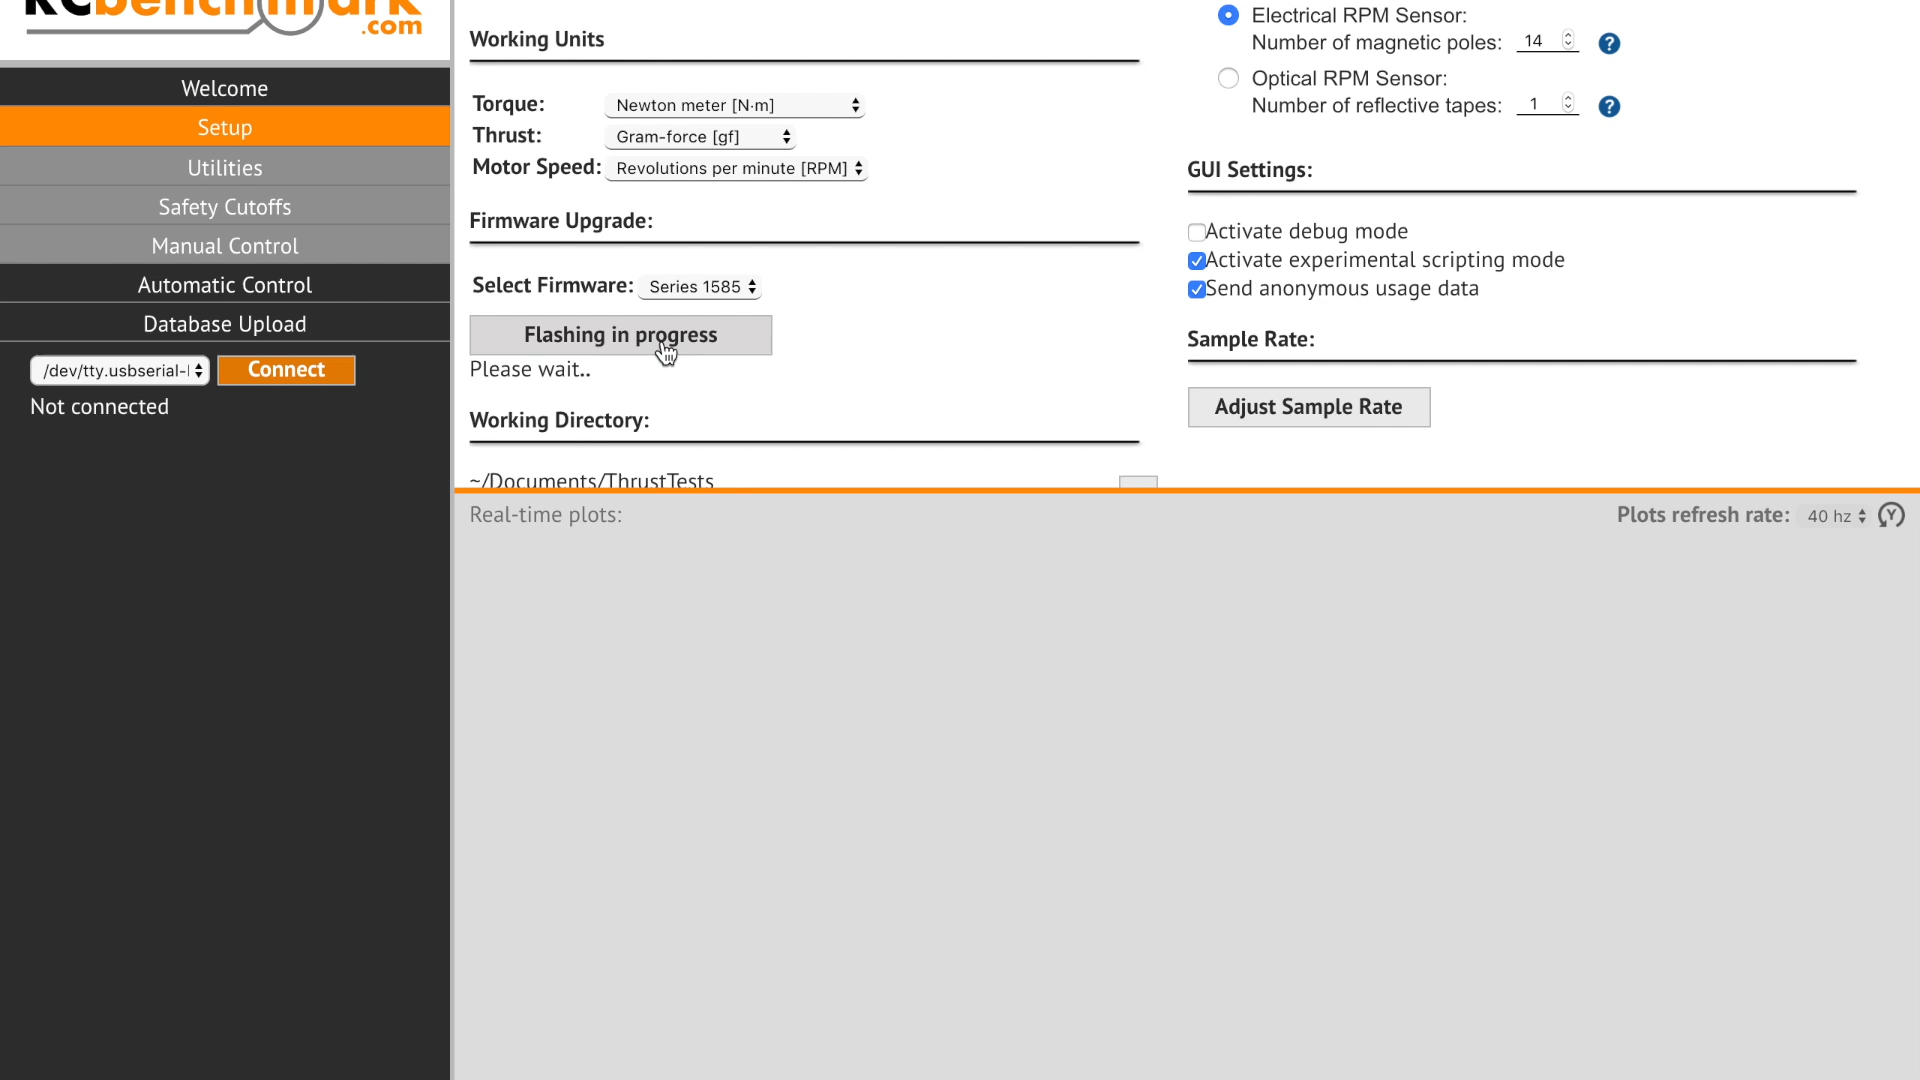 RCbenchmark
.com
Welcome
Setup
Utilities
Safety Cutoffs
Manual Control
Automatic Control
Database Upload
/dev/tty.usbserial-
Connect
Not connected
Working Units
Torque: Newton meter [N·m]
Thrust: Gram-force [gf]
Motor Speed: Revolutions per minute [RPM]
Firmware Upgrade:
Select Firmware: Series 1585
Flashing in progress
Please wait..
Working Directory:
~/Documents/ThrustTests
Electrical RPM Sensor:
Number of magnetic poles: 14 ?
Optical RPM Sensor:
Number of reflective tapes: 1 ?
GUI Settings:
Activate debug mode
Activate experimental scripting mode
Send anonymous usage data
Sample Rate:
Adjust Sample Rate
Real-time plots:
Plots refresh rate: 40 hz